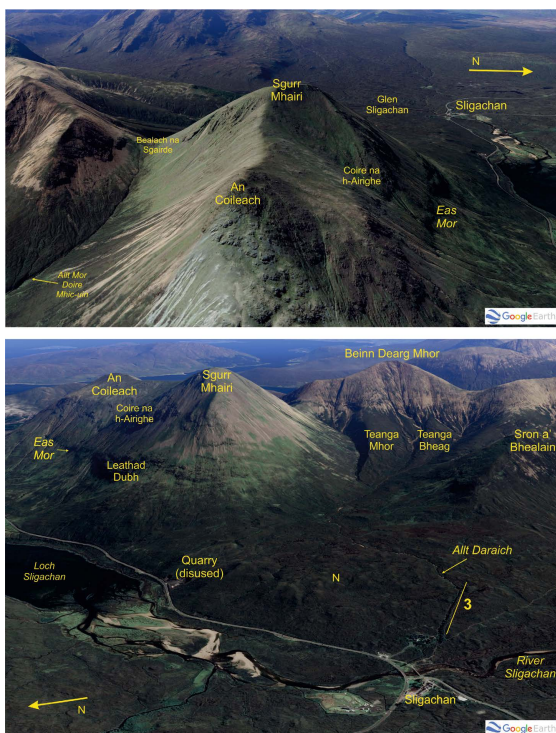 N
Sgurr
Mhairi
Glen
Sligachan
Sligachan
Bealach na
Sgairde
Coire na
h-Airighe
An
Coileach
Eas
Mor
Allt Mor
Doire
Mhic-uin
Google Earth
Beinn Dearg Mhor
An
Coileach
Sgurr
Mhairi
Coire na
h-Airighe
Eas
Mor
Teanga
Mhor
Teanga
Bheag
Sron a'
Bhealain
Leathad
Dubh
Allt Daraich
Loch
Sligachan
Quarry
(disused)
N
3
River
Sligachan
Sligachan
N
Google Earth